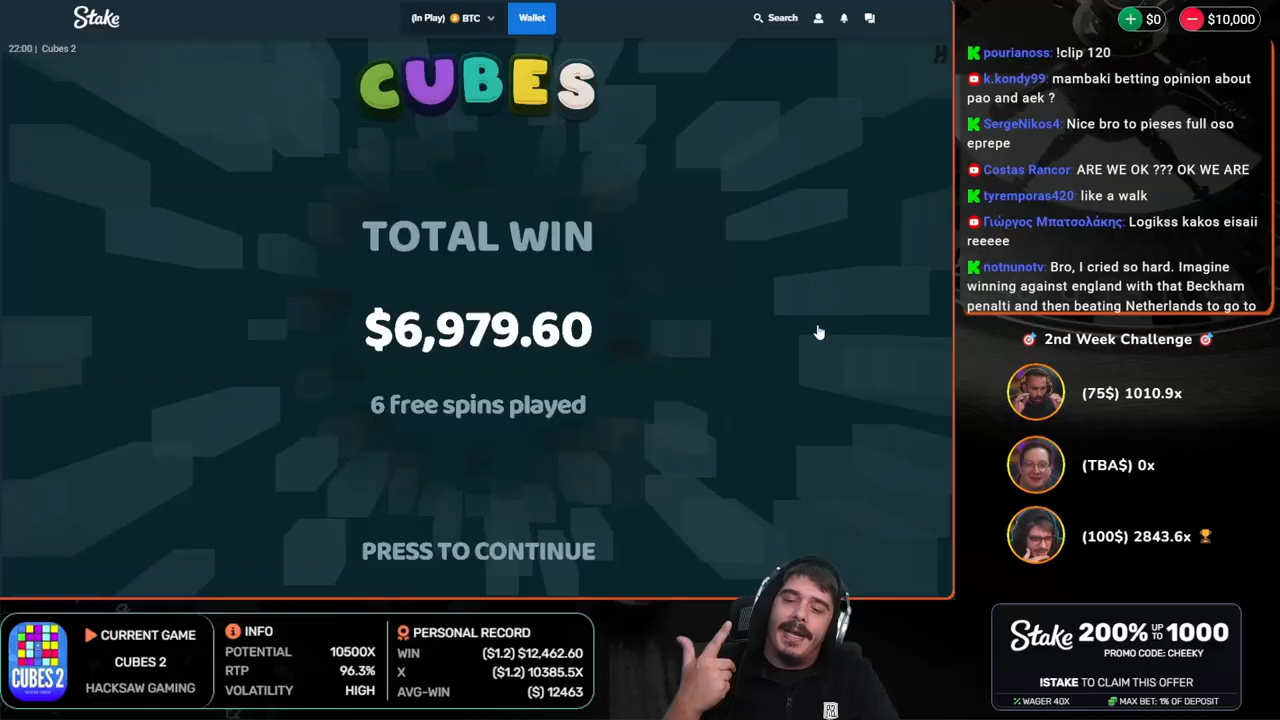 Stake
(In Play) BTC
Wallet
Search
$0
$10,000
22:00 | Cubes 2
CUBES
TOTAL WIN
$6,979.60
6 free spins played
PRESS TO CONTINUE
pourianoss: !clip 120
k.kondy99: mambaki betting opinion about
pao and aek ?
SergeNikos4: Nice bro to pieses full oso
eprepe
Costas Rancor: ARE WE OK ??? OK WE ARE
tyremporas420: like a walk
Γιώργος Μπατσολάκης: Logikss kakos eisaii
reeeee
notnunotv: Bro, I cried so hard. Imagine
winning against england with that Beckham
penalti and then beating Netherlands to go to
2nd Week Challenge
(75$) 1010.9x
(TBA$) 0x
(100$) 2843.6x
CUBES 2
CURRENT GAME
CUBES 2
HACKSAW GAMING
INFO
POTENTIAL 10500X
RTP 96.3%
VOLATILITY HIGH
PERSONAL RECORD
WIN ($1.2) $12,462.60
X ($1.2) 10385.5X
AVG-WIN ($) 12463
Stake 200% UP TO 1000
PROMO CODE: CHEEKY
!STAKE TO CLAIM THIS OFFER
WAGER 40X
MAX BET: 1% OF DEPOSIT